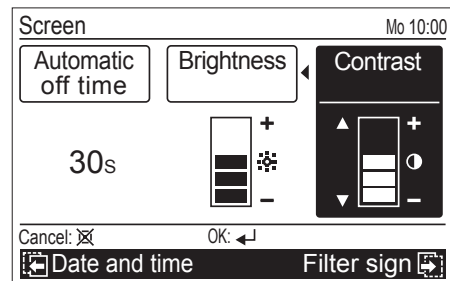 Screen Mo 10:00
Automatic off time
Brightness
Contrast
+ +
30s
– –
Cancel: OK:
Date and time Filter sign